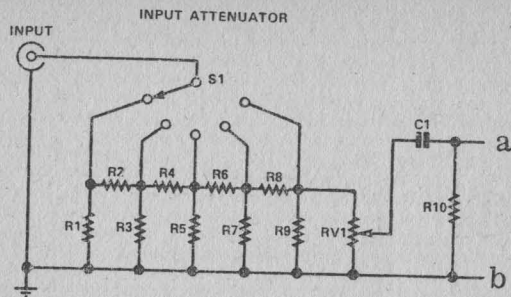 INPUT ATTENUATOR
INPUT
S1
C1
a
R2
R4
R6
R8
R10
R1
R3
R5
R7
R9
RV1
b